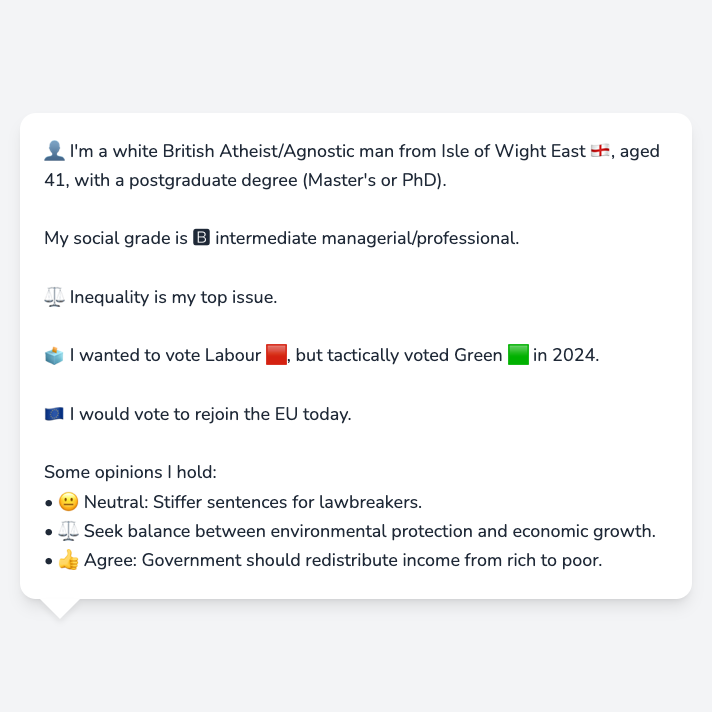 👤 I'm a white British Atheist/Agnostic man from Isle of Wight East 🏴󠁧󠁢󠁥󠁮󠁧󠁿, aged
41, with a postgraduate degree (Master's or PhD).
My social grade is 🅱 intermediate managerial/professional.
⚖️ Inequality is my top issue.
🗳️ I wanted to vote Labour 🟥, but tactically voted Green 🟩 in 2024.
🇪🇺 I would vote to rejoin the EU today.
Some opinions I hold:
• 😐 Neutral: Stiffer sentences for lawbreakers.
• ⚖️ Seek balance between environmental protection and economic growth.
• 👍 Agree: Government should redistribute income from rich to poor.